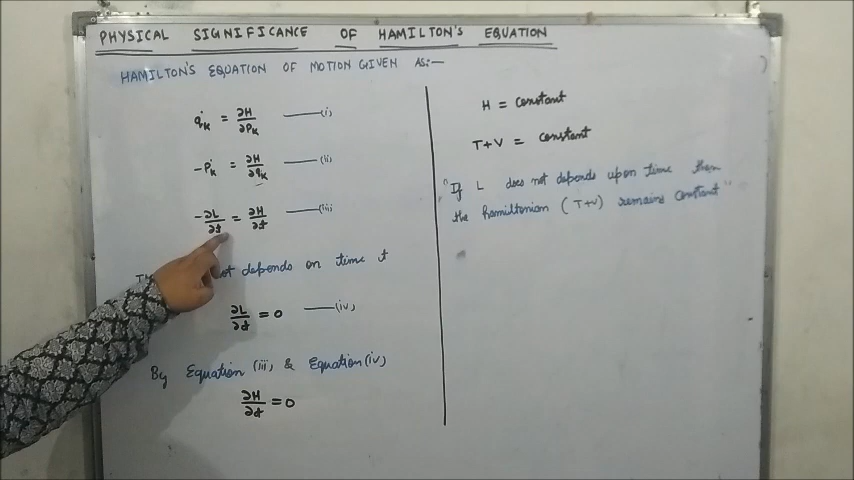 PHYSICAL SIGNIFICANCE OF HAMILTON'S EQUATION
HAMILTON'S EQUATION OF MOTION GIVEN AS:—
q̇ₖ = ∂H/∂Pₖ —(i)
-Ṗₖ = ∂H/∂qₖ —(ii)
-∂L/∂t = ∂H/∂t —(iii)
depends on time t
∂L/∂t = 0 —(iv)
By Equation (iii) & Equation (iv)
∂H/∂t = 0
H = Constant
T+V = Constant
"If L does not depends upon time then
the hamiltonian (T+V) remains Constant"